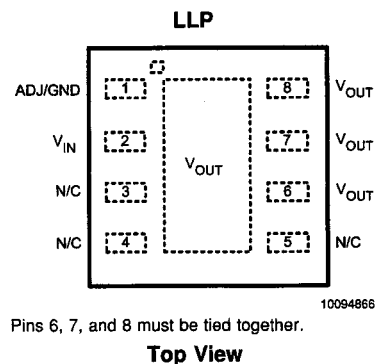 LLP
ADJ/GND 1 8 VOUT
VIN 2 7 VOUT
VOUT
N/C 3 6 VOUT
N/C 4 5 N/C
10094866
Pins 6, 7, and 8 must be tied together.
Top View